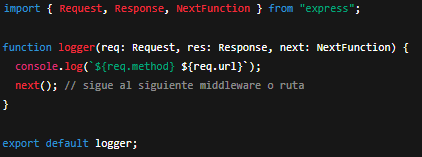 import { Request, Response, NextFunction } from "express";
function logger(req: Request, res: Response, next: NextFunction) {
console.log(`${req.method} ${req.url}`);
next(); // sigue al siguiente middleware o ruta
}
export default logger;